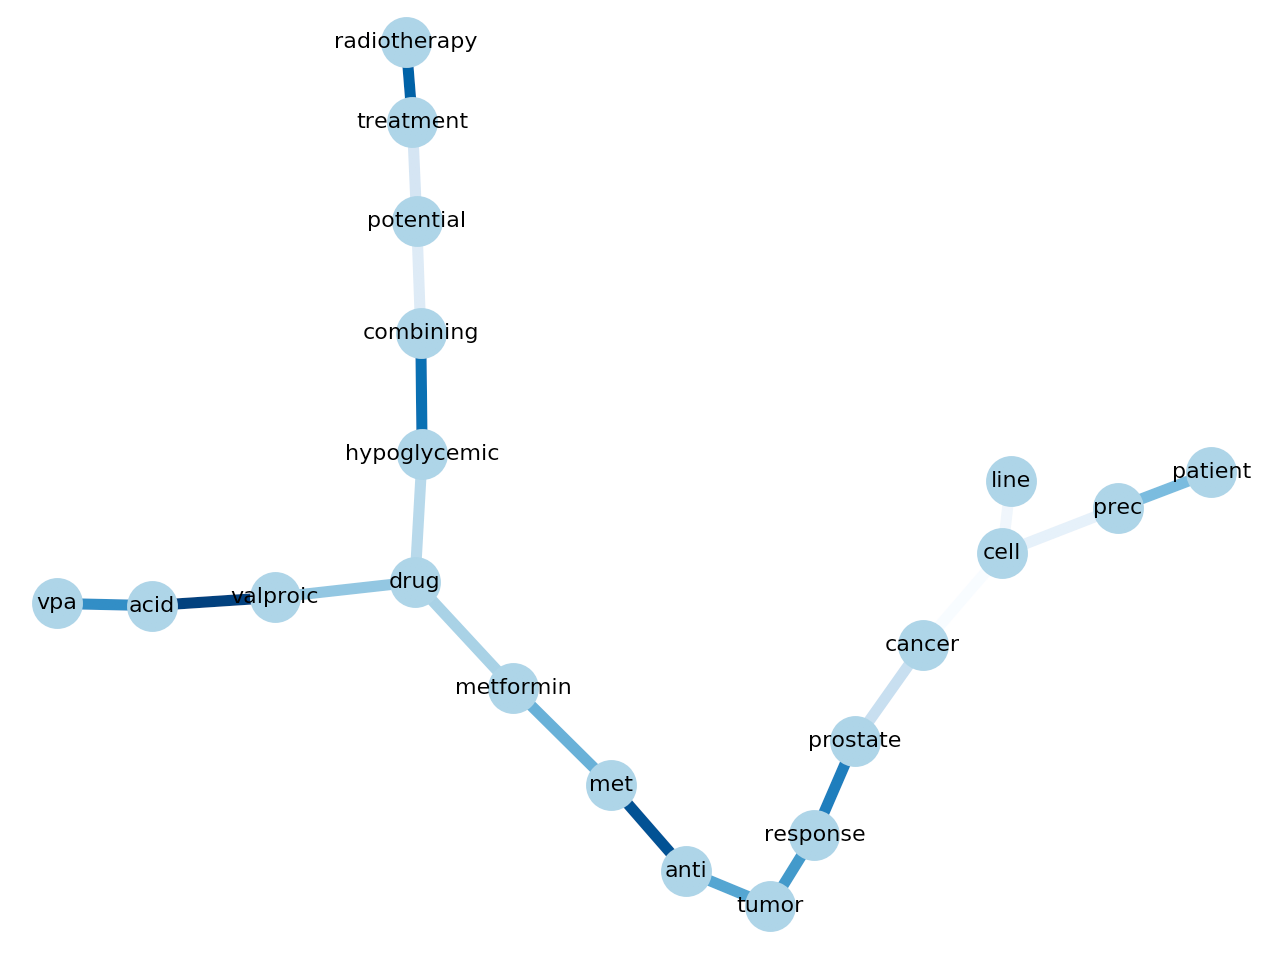 radiotherapy
treatment
potential
combining
hypoglycemic
line
patient
prec
cell
drug
vpa
acid
valproic
cancer
metformin
prostate
met
response
anti
tumor